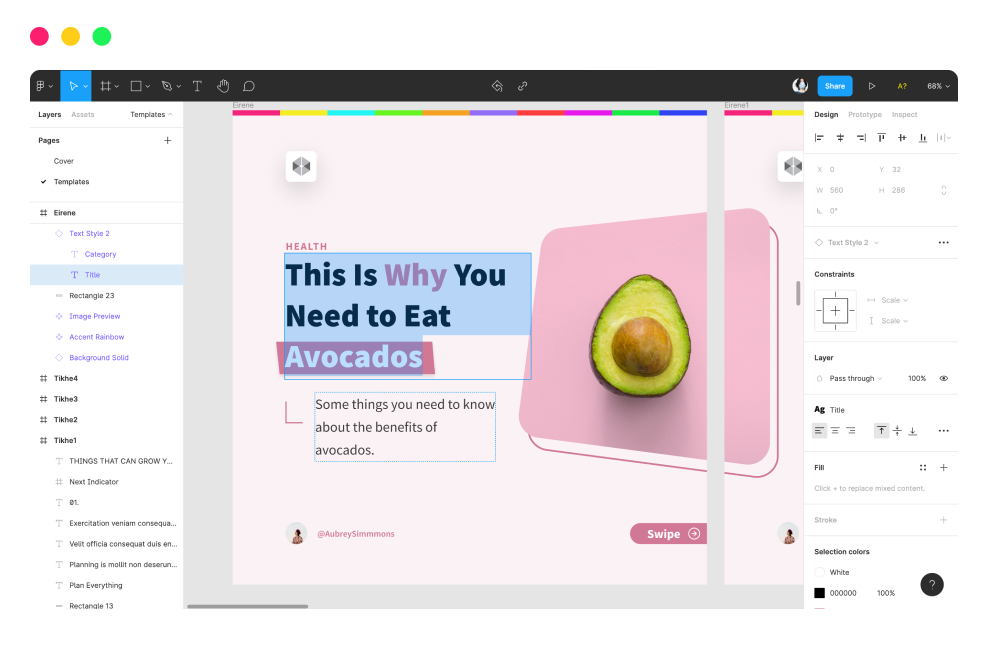 Share
A?
68%
Layers
Assets
Templates
Pages
Cover
Templates
Eirene
Text Style 2
Category
Title
Rectangle 23
Image Preview
Accent Rainbow
Background Solid
Tikhe4
Tikhe3
Tikhe2
Tikhe1
THINGS THAT CAN GROW Y...
Next Indicator
01.
Exercitation veniam consequa...
Velit officia consequat duis en...
Planning is mollit non deserun...
Plan Everything
Rectangle 13
Eirene
HEALTH
This Is Why You
Need to Eat
Avocados
Some things you need to know
about the benefits of
avocados.
@AubreySimmmons
Swipe
Eirene1
Design
Prototype
Inspect
X 0
Y 32
W 560
H 286
0°
Text Style 2
Constraints
Scale
Scale
Layer
Pass through
100%
Ag Title
Fill
Click + to replace mixed content.
Stroke
Selection colors
White
000000
100%
?